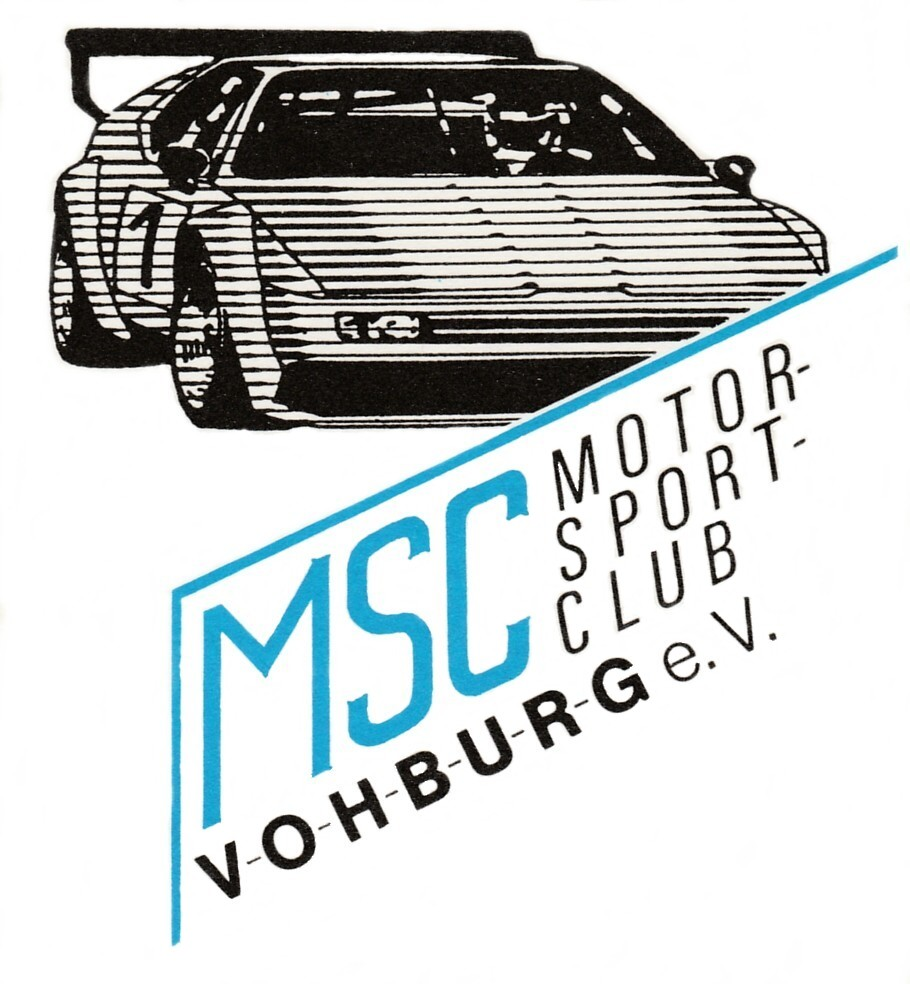 1
MSC
MOTOR-
SPORT-
CLUB
V-O-H-B-U-R-G e.V.